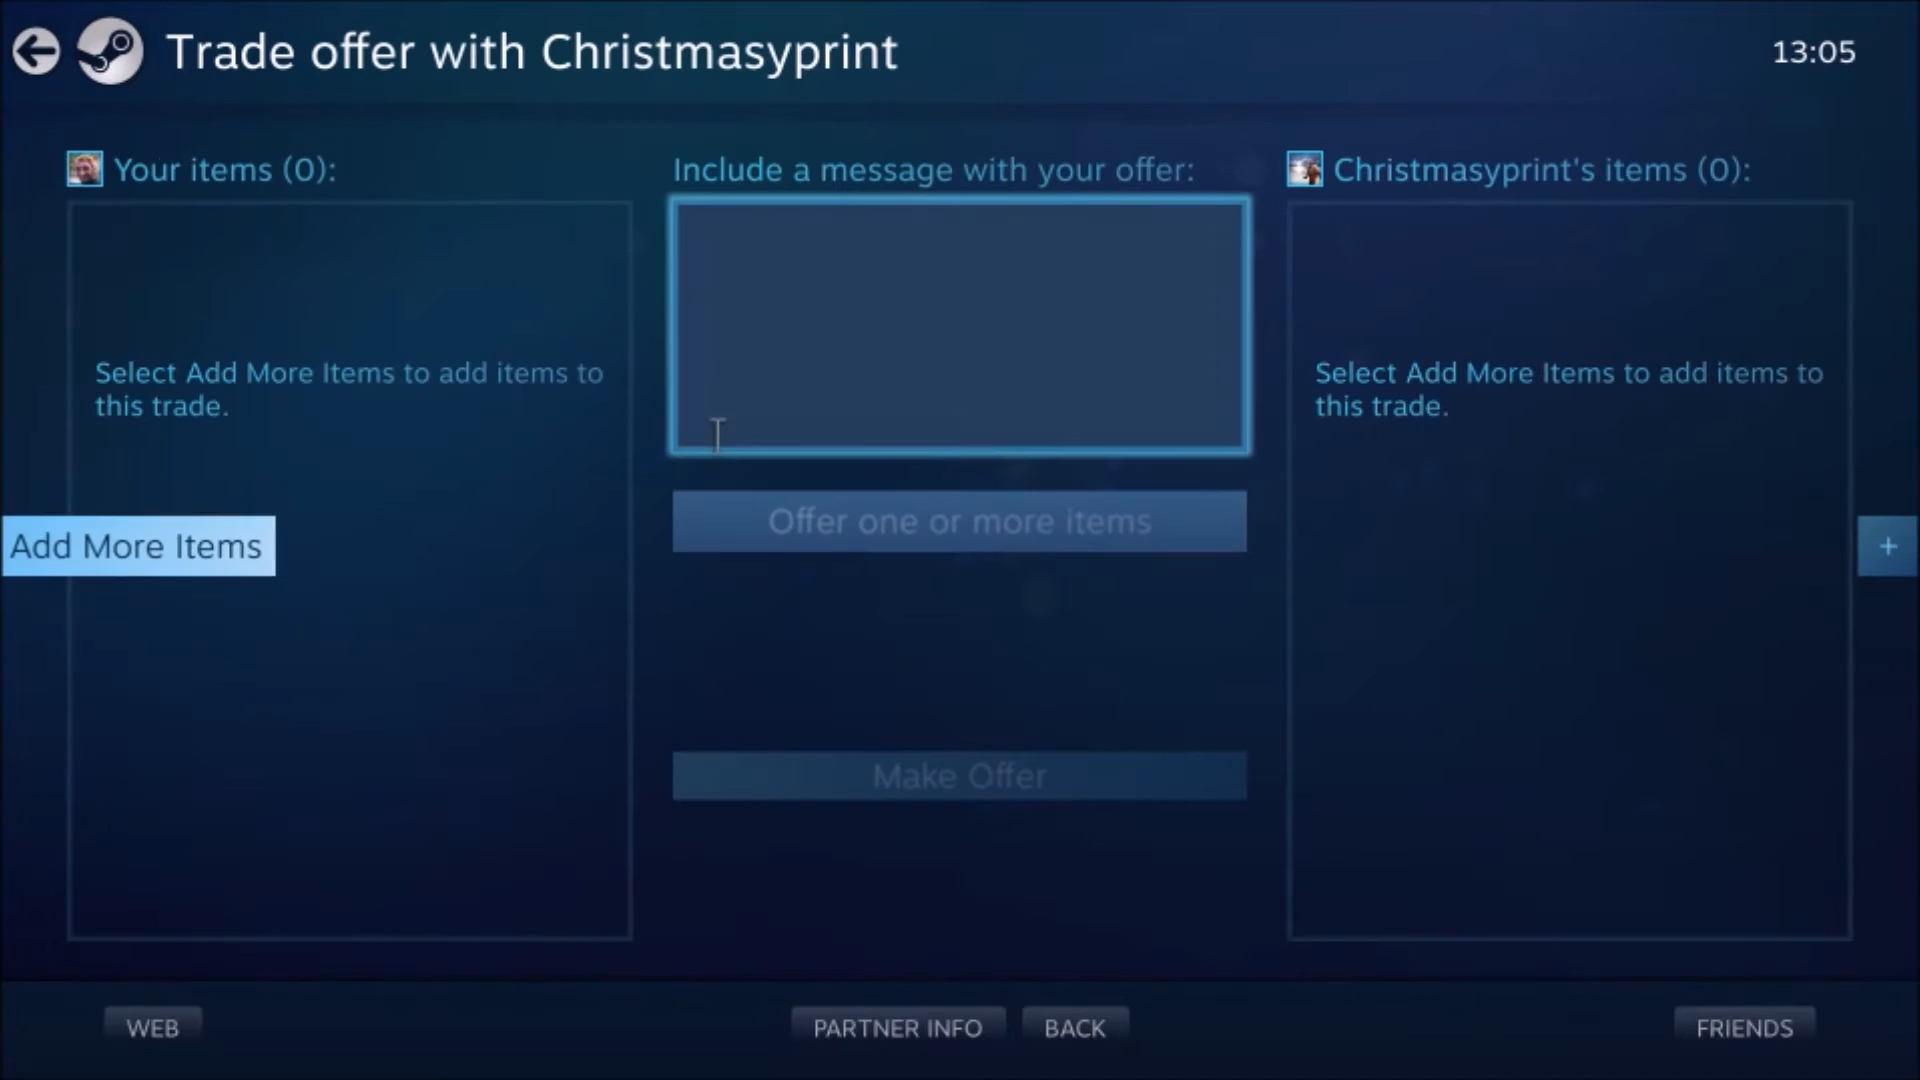 Trade offer with Christmasyprint
13:05
Your items (0):
Include a message with your offer:
Christmasyprint's items (0):
Select Add More Items to add items to
this trade.
Select Add More Items to add items to
this trade.
Offer one or more items
Add More Items
+
Make Offer
WEB
PARTNER INFO
BACK
FRIENDS